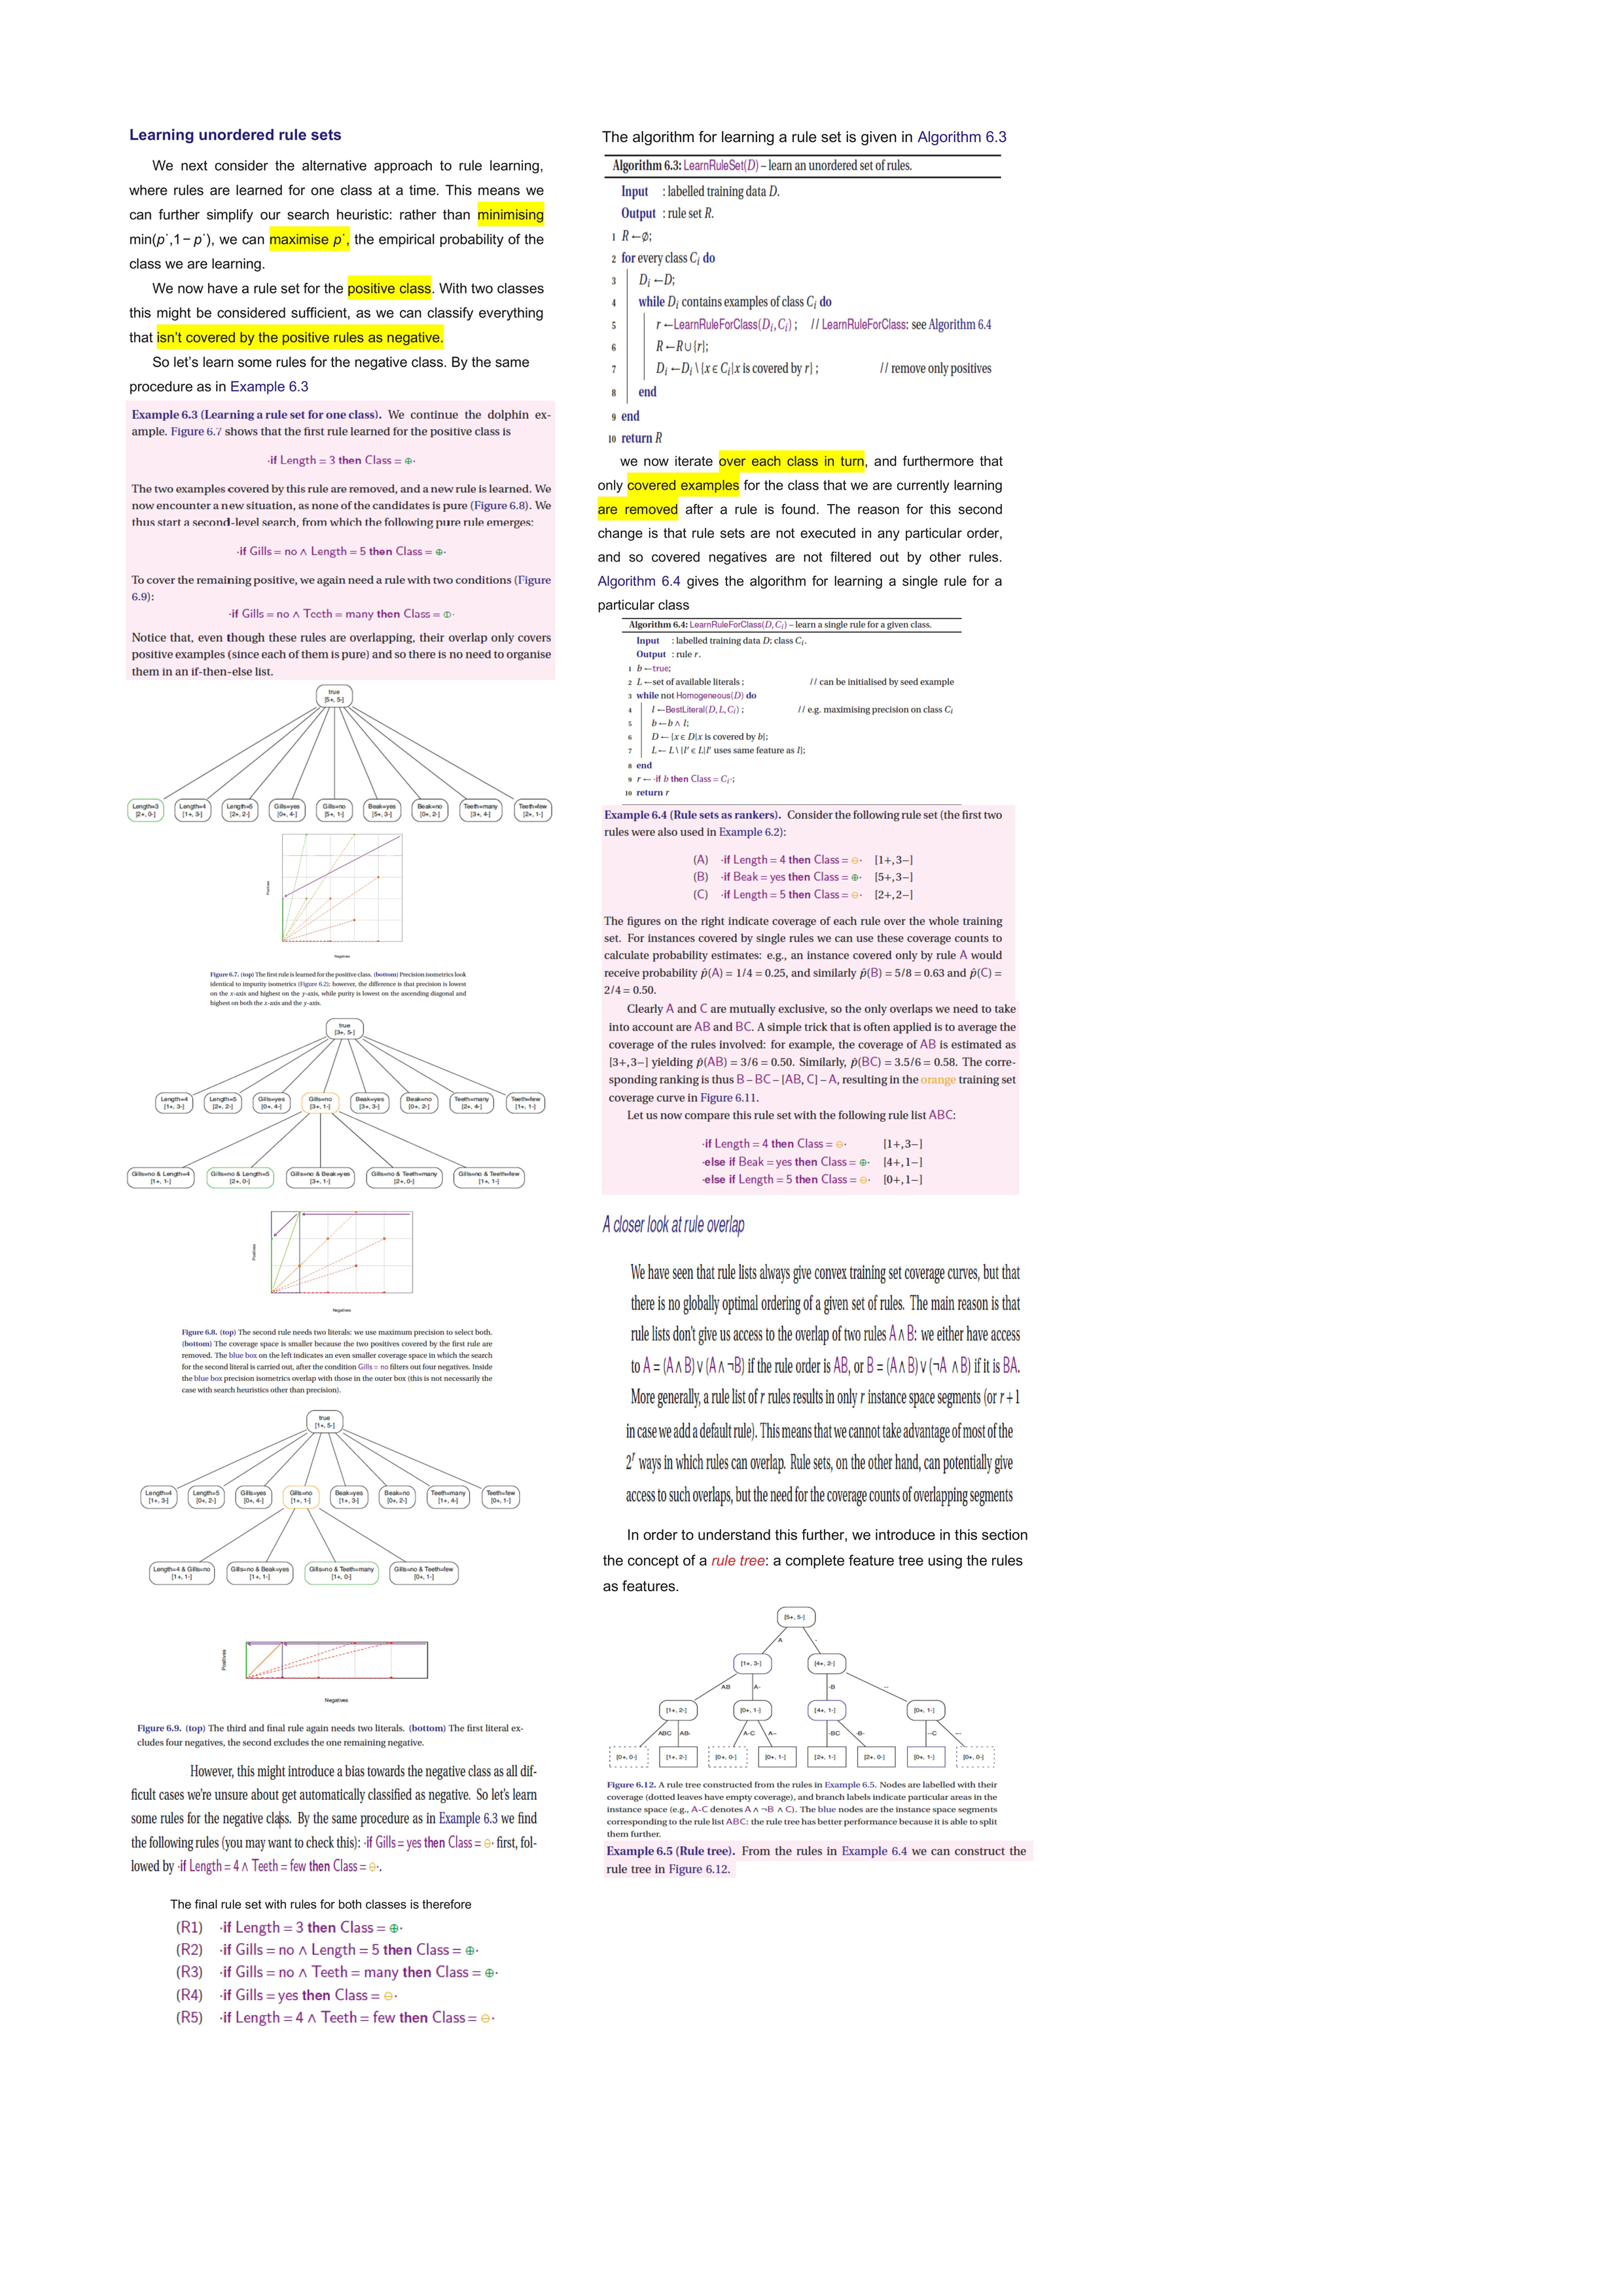 Learning unordered rule sets
We next consider the alternative approach to rule learning,
where rules are learned for one class at a time. This means we
can further simplify our search heuristic: rather than minimising
min(p˙,1− p˙), we can maximise p˙, the empirical probability of the
class we are learning.
We now have a rule set for the positive class. With two classes
this might be considered sufficient, as we can classify everything
that isn't covered by the positive rules as negative.
So let's learn some rules for the negative class. By the same
procedure as in Example 6.3
Example 6.3 (Learning a rule set for one class). We continue the dolphin ex-
ample. Figure 6.7 shows that the first rule learned for the positive class is
·if Length = 3 then Class = ⊕·
The two examples covered by this rule are removed, and a new rule is learned. We
now encounter a new situation, as none of the candidates is pure (Figure 6.8). We
thus start a second-level search, from which the following pure rule emerges:
·if Gills = no ∧ Length = 5 then Class = ⊕·
To cover the remaining positive, we again need a rule with two conditions (Figure
6.9):
·if Gills = no ∧ Teeth = many then Class = ⊕·
Notice that, even though these rules are overlapping, their overlap only covers
positive examples (since each of them is pure) and so there is no need to organise
them in an if-then-else list.
true
[5+, 5-]
Length=3 Length=4 Length=5 Gills=yes Gills=no Beak=yes Beak=no Teeth=many Teeth=few
[2+, 0-] [1+, 3-] [2+, 2-] [0+, 4-] [5+, 1-] [5+, 3-] [0+, 2-] [3+, 4-] [2+, 1-]
Positives
Negatives
Figure 6.7. (top) The first rule is learned for the positive class. (bottom) Precision isometrics look
identical to impurity isometrics (Figure 6.2); however, the difference is that precision is lowest
on the x-axis and highest on the y-axis, while purity is lowest on the ascending diagonal and
highest on both the x-axis and the y-axis.
true
[3+, 5-]
Length=4 Length=5 Gills=yes Gills=no Beak=yes Beak=no Teeth=many Teeth=few
[1+, 3-] [2+, 2-] [0+, 4-] [3+, 1-] [3+, 3-] [0+, 2-] [2+, 4-] [1+, 1-]
Gills=no & Length=4 Gills=no & Length=5 Gills=no & Beak=yes Gills=no & Teeth=many Gills=no & Teeth=few
[1+, 1-] [2+, 0-] [3+, 1-] [2+, 0-] [1+, 1-]
Positives
Negatives
Figure 6.8. (top) The second rule needs two literals: we use maximum precision to select both.
(bottom) The coverage space is smaller because the two positives covered by the first rule are
removed. The blue box on the left indicates an even smaller coverage space in which the search
for the second literal is carried out, after the condition Gills = no filters out four negatives. Inside
the blue box precision isometrics overlap with those in the outer box (this is not necessarily the
case with search heuristics other than precision).
true
[1+, 5-]
Length=4 Length=5 Gills=yes Gills=no Beak=yes Beak=no Teeth=many Teeth=few
[1+, 3-] [0+, 2-] [0+, 4-] [1+, 1-] [1+, 3-] [0+, 2-] [1+, 4-] [0+, 1-]
Length=4 & Gills=no Gills=no & Beak=yes Gills=no & Teeth=many Gills=no & Teeth=few
[1+, 1-] [1+, 1-] [1+, 0-] [0+, 1-]
Positives
Negatives
Figure 6.9. (top) The third and final rule again needs two literals. (bottom) The first literal ex-
cludes four negatives, the second excludes the one remaining negative.
However, this might introduce a bias towards the negative class as all dif-
ficult cases we're unsure about get automatically classified as negative. So let's learn
some rules for the negative class. By the same procedure as in Example 6.3 we find
the following rules (you may want to check this): ·if Gills = yes then Class = ⊖· first, fol-
lowed by ·if Length = 4 ∧ Teeth = few then Class = ⊖·.
The final rule set with rules for both classes is therefore
(R1) ·if Length = 3 then Class = ⊕·
(R2) ·if Gills = no ∧ Length = 5 then Class = ⊕·
(R3) ·if Gills = no ∧ Teeth = many then Class = ⊕·
(R4) ·if Gills = yes then Class = ⊖·
(R5) ·if Length = 4 ∧ Teeth = few then Class = ⊖·
The algorithm for learning a rule set is given in Algorithm 6.3
Algorithm 6.3: LearnRuleSet(D) – learn an unordered set of rules.
Input : labelled training data D.
Output : rule set R.
1 R ←∅;
2 for every class Ci do
3 Di ←D;
4 while Di contains examples of class Ci do
5 r ←LearnRuleForClass(Di, Ci) ; // LearnRuleForClass: see Algorithm 6.4
6 R←R∪{r};
7 Di ←Di \ {x ∈ Ci|x is covered by r} ; // remove only positives
8 end
9 end
10 return R
we now iterate over each class in turn, and furthermore that
only covered examples for the class that we are currently learning
are removed after a rule is found. The reason for this second
change is that rule sets are not executed in any particular order,
and so covered negatives are not filtered out by other rules.
Algorithm 6.4 gives the algorithm for learning a single rule for a
particular class
Algorithm 6.4: LearnRuleForClass(D, Ci) – learn a single rule for a given class.
Input : labelled training data D; class Ci.
Output : rule r.
1 b ←true;
2 L ←set of available literals ; // can be initialised by seed example
3 while not Homogeneous(D) do
4 l ←BestLiteral(D, L, Ci) ; // e.g. maximising precision on class Ci
5 b ←b ∧ l;
6 D ← {x ∈ D|x is covered by b};
7 L ← L \ {l′ ∈ L|l′ uses same feature as l};
8 end
9 r ← ·if b then Class = Ci·;
10 return r
Example 6.4 (Rule sets as rankers). Consider the following rule set (the first two
rules were also used in Example 6.2):
(A) ·if Length = 4 then Class = ⊖· [1+,3−]
(B) ·if Beak = yes then Class = ⊕· [5+,3−]
(C) ·if Length = 5 then Class = ⊖· [2+,2−]
The figures on the right indicate coverage of each rule over the whole training
set. For instances covered by single rules we can use these coverage counts to
calculate probability estimates: e.g., an instance covered only by rule A would
receive probability p̂(A) = 1/4 = 0.25, and similarly p̂(B) = 5/8 = 0.63 and p̂(C) =
2/4 = 0.50.
Clearly A and C are mutually exclusive, so the only overlaps we need to take
into account are AB and BC. A simple trick that is often applied is to average the
coverage of the rules involved: for example, the coverage of AB is estimated as
[3+,3−] yielding p̂(AB) = 3/6 = 0.50. Similarly, p̂(BC) = 3.5/6 = 0.58. The corre-
sponding ranking is thus B – BC – [AB, C] – A, resulting in the orange training set
coverage curve in Figure 6.11.
Let us now compare this rule set with the following rule list ABC:
·if Length = 4 then Class = ⊖· [1+,3−]
·else if Beak = yes then Class = ⊕· [4+,1−]
·else if Length = 5 then Class = ⊖· [0+,1−]
A closer look at rule overlap
We have seen that rule lists always give convex training set coverage curves, but that
there is no globally optimal ordering of a given set of rules. The main reason is that
rule lists don't give us access to the overlap of two rules A ∧ B: we either have access
to A = (A ∧ B) ∨ (A ∧ ¬B) if the rule order is AB, or B = (A ∧ B) ∨ (¬A ∧ B) if it is BA.
More generally, a rule list of r rules results in only r instance space segments (or r + 1
in case we add a default rule). This means that we cannot take advantage of most of the
2^r ways in which rules can overlap. Rule sets, on the other hand, can potentially give
access to such overlaps, but the need for the coverage counts of overlapping segments
In order to understand this further, we introduce in this section
the concept of a rule tree: a complete feature tree using the rules
as features.
[5+, 5-]
A -
[1+, 3-] [4+, 2-]
AB A- -B --
[1+, 2-] [0+, 1-] [4+, 1-] [0+, 1-]
ABC AB- A-C A-- -BC -B- --C ---
[0+, 0-] [1+, 2-] [0+, 0-] [0+, 1-] [2+, 1-] [2+, 0-] [0+, 1-] [0+, 0-]
Figure 6.12. A rule tree constructed from the rules in Example 6.5. Nodes are labelled with their
coverage (dotted leaves have empty coverage), and branch labels indicate particular areas in the
instance space (e.g., A-C denotes A ∧ ¬B ∧ C). The blue nodes are the instance space segments
corresponding to the rule list ABC: the rule tree has better performance because it is able to split
them further.
Example 6.5 (Rule tree). From the rules in Example 6.4 we can construct the
rule tree in Figure 6.12.